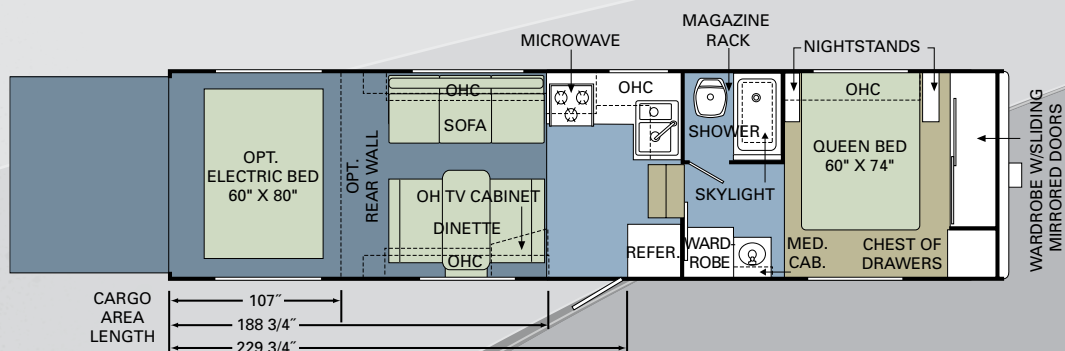 MAGAZINE
RACK
MICROWAVE
NIGHTSTANDS
OHC
OHC
OHC
SOFA
SHOWER
OPT.
ELECTRIC BED
60" X 80"
OPT.
REAR WALL
QUEEN BED
60" X 74"
WARDROBE W/SLIDING
MIRRORED DOORS
OH TV CABINET
SKYLIGHT
DINETTE
OHC
REFER.
WARD-
ROBE
MED.
CAB.
CHEST OF
DRAWERS
CARGO
AREA
LENGTH
107˝
188 3/4˝
229 3/4˝